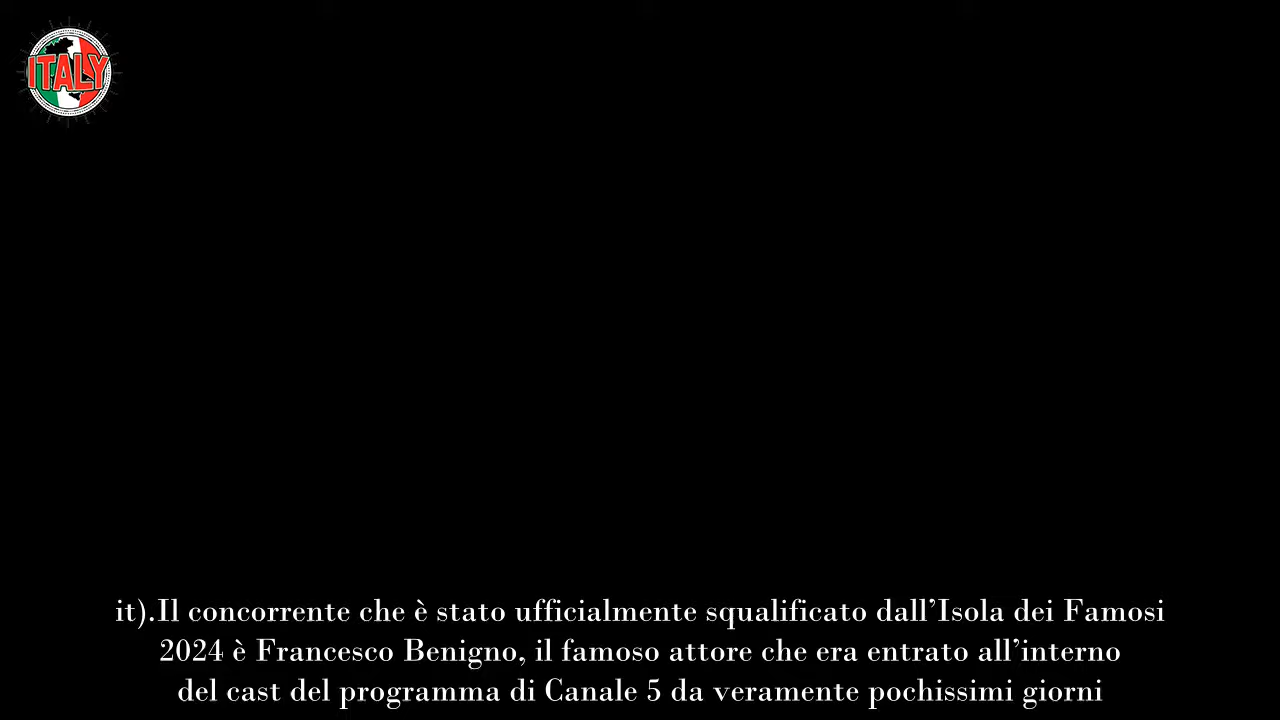 ITALY
it).Il concorrente che è stato ufficialmente squalificato dall’Isola dei Famosi
2024 è Francesco Benigno, il famoso attore che era entrato all’interno
del cast del programma di Canale 5 da veramente pochissimi giorni